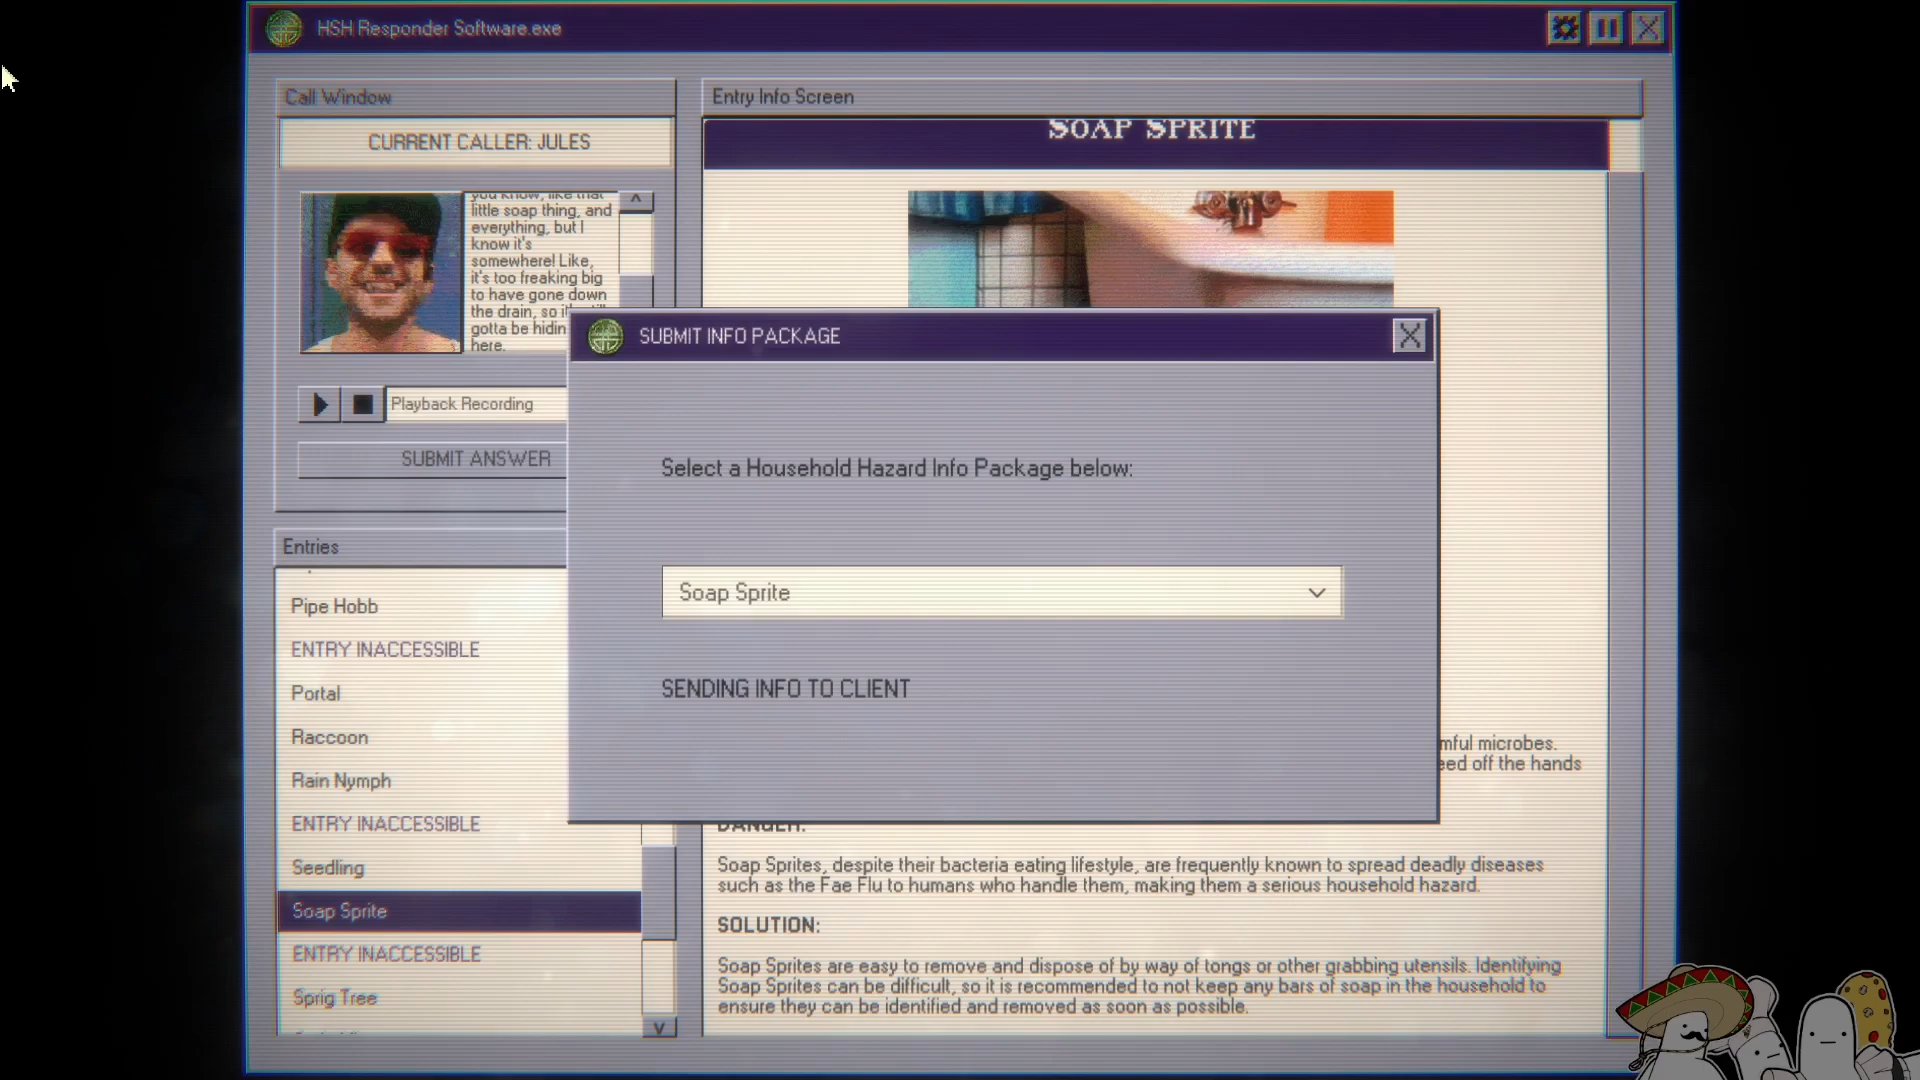 HSH Responder Software.exe
Call Window
CURRENT CALLER: JULES
you know, like that
little soap thing, and
everything, but I
know it's
somewhere! Like,
it's too freaking big
to have gone down
the drain, so it
gotta be hidin
here.
Playback Recording
SUBMIT ANSWER
Entries
Pipe Hobb
ENTRY INACCESSIBLE
Portal
Raccoon
Rain Nymph
ENTRY INACCESSIBLE
Seedling
Soap Sprite
ENTRY INACCESSIBLE
Sprig Tree
Entry Info Screen
SOAP SPRITE
SUBMIT INFO PACKAGE
Select a Household Hazard Info Package below:
Soap Sprite
SENDING INFO TO CLIENT
mful microbes.
eed off the hands
DANGER:
Soap Sprites, despite their bacteria eating lifestyle, are frequently known to spread deadly diseases
such as the Fae Flu to humans who handle them, making them a serious household hazard.
SOLUTION:
Soap Sprites are easy to remove and dispose of by way of tongs or other grabbing utensils. Identifying
Soap Sprites can be difficult, so it is recommended to not keep any bars of soap in the household to
ensure they can be identified and removed as soon as possible.